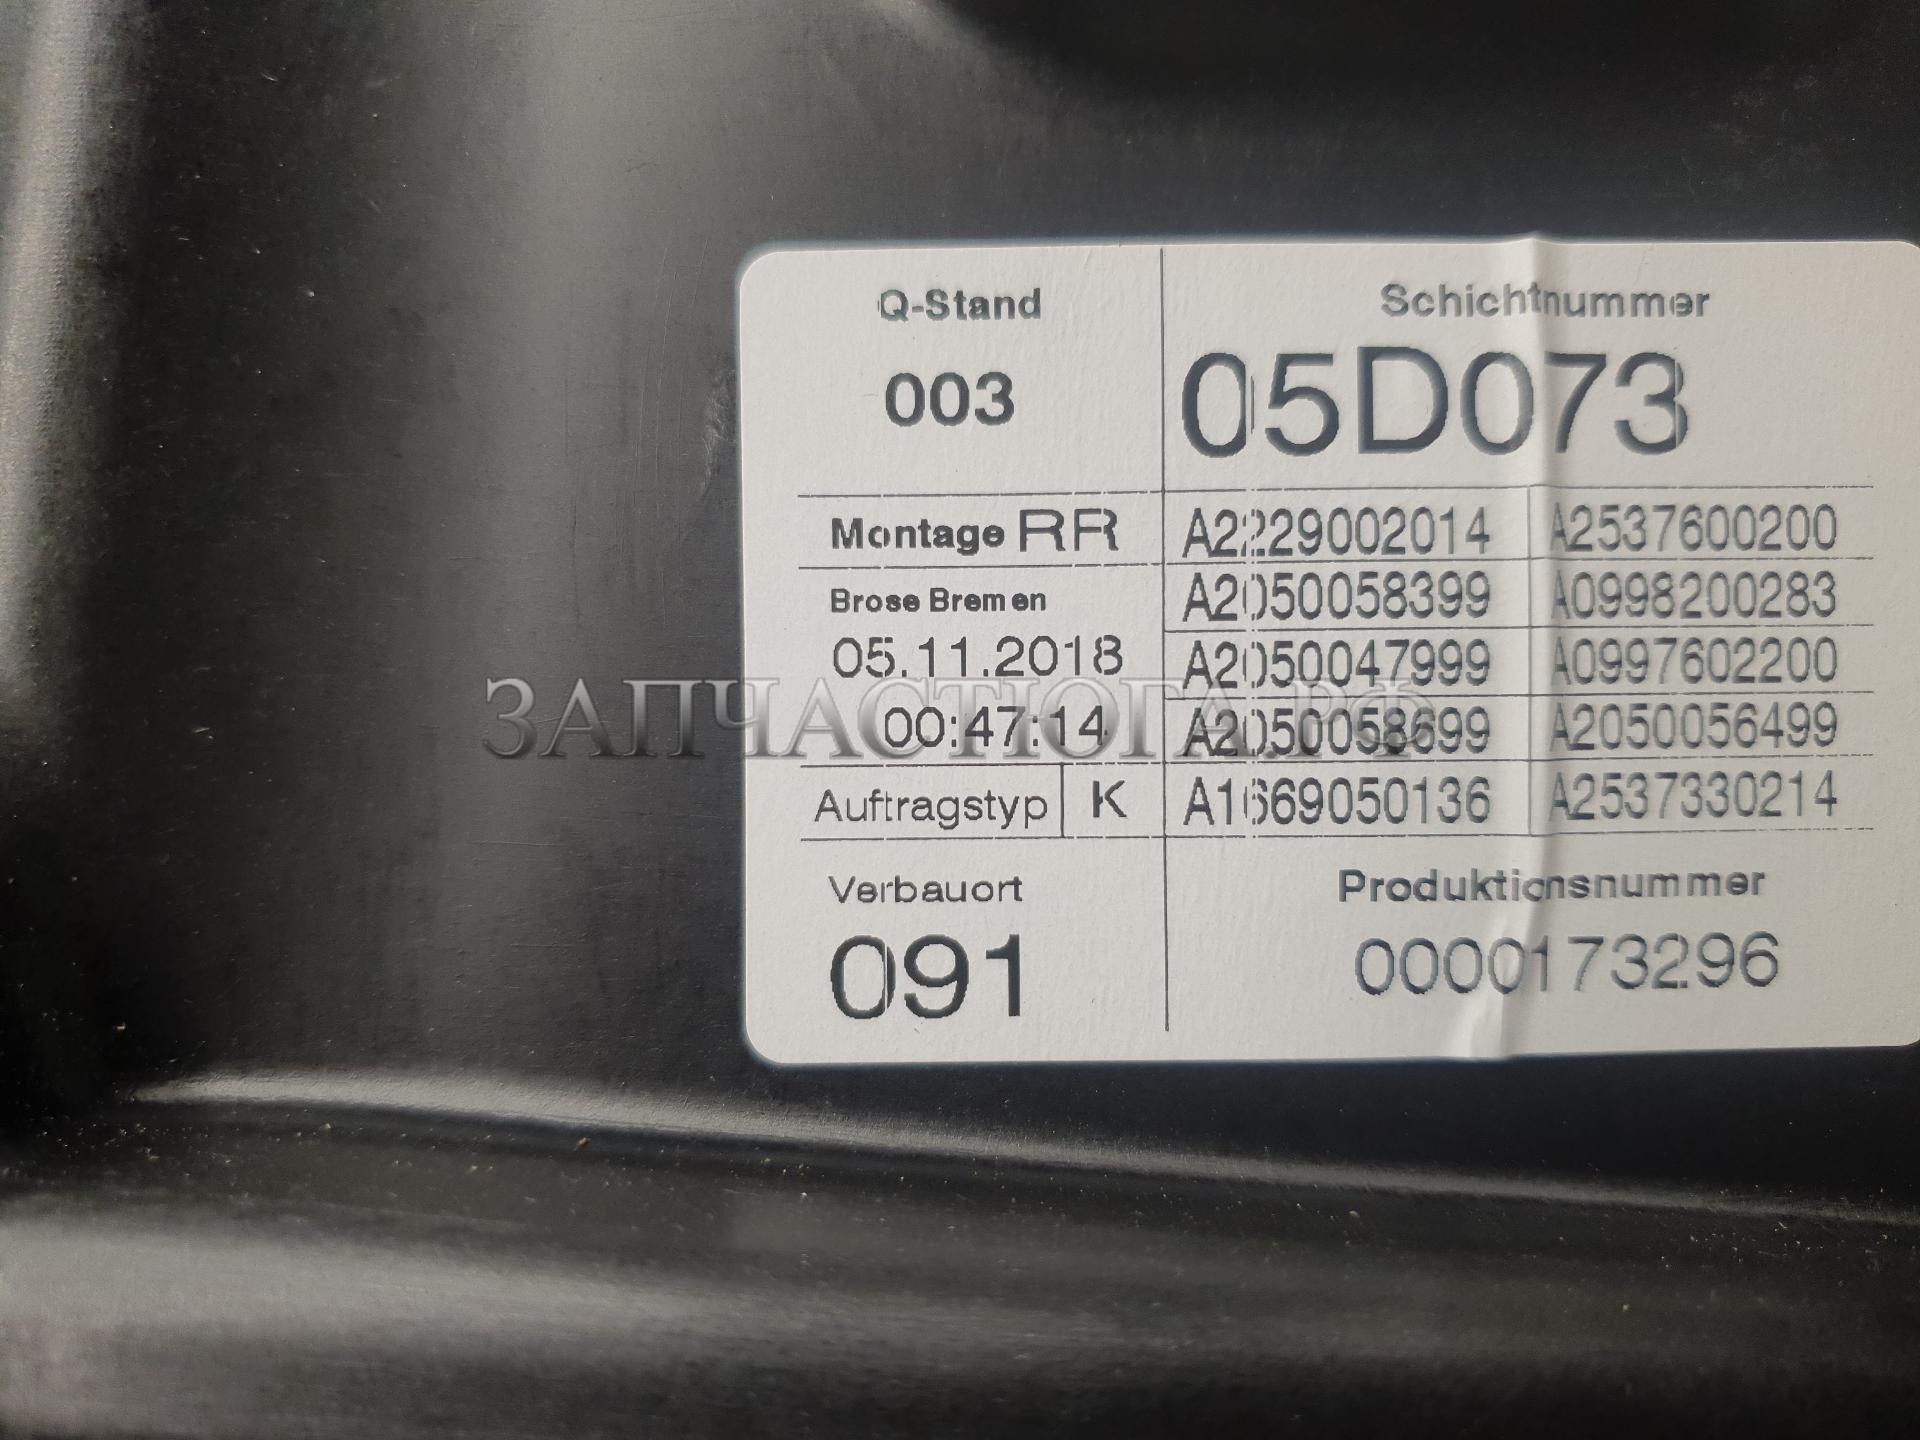 Q-Stand Schichtnummer
003 05D073
Montage RR A2229002014 A2537600200
Brose Bremen A2050058399 A0998200283
05.11.2018 A2050047999 A0997602200
ЗАПЧАСТЮГА.РФ
00:47:14 A2050058699 A2050056499
Auftragstyp K A1669050136 A2537330214
Verbauort Produktionsnummer
091 0000173296